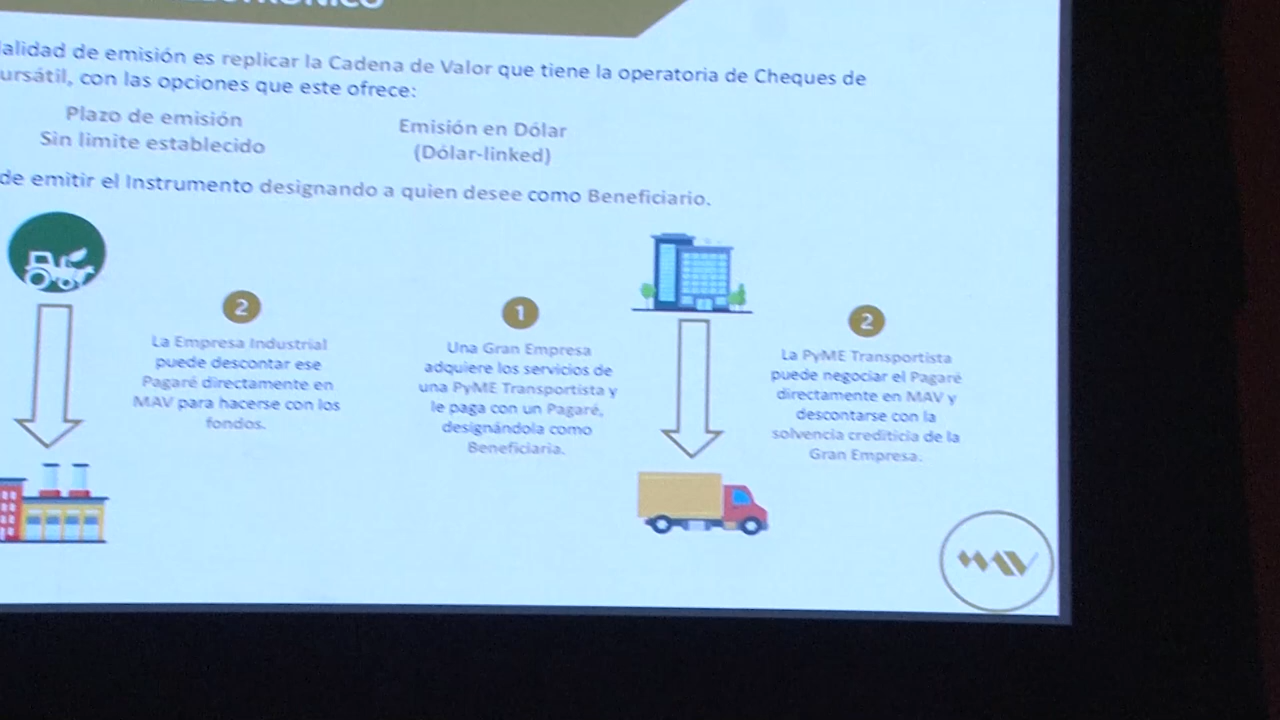 alidad de emisión es replicar la Cadena de Valor que tiene la operatoria de Cheques de
ursátil, con las opciones que este ofrece:
Plazo de emisión
Sin limite establecido
Emisión en Dólar
(Dólar-linked)
de emitir el Instrumento designando a quien desee como Beneficiario.
2
La Empresa Industrial
puede descontar ese
Pagaré directamente en
MAV para hacerse con los
fondos.
1
Una Gran Empresa
adquiere los servicios de
una PyME Transportista y
le paga con un Pagaré,
designándola como
Beneficiaria.
2
La PyME Transportista
puede negociar el Pagaré
directamente en MAV y
descontarse con la
solvencia crediticia de la
Gran Empresa.
MAV